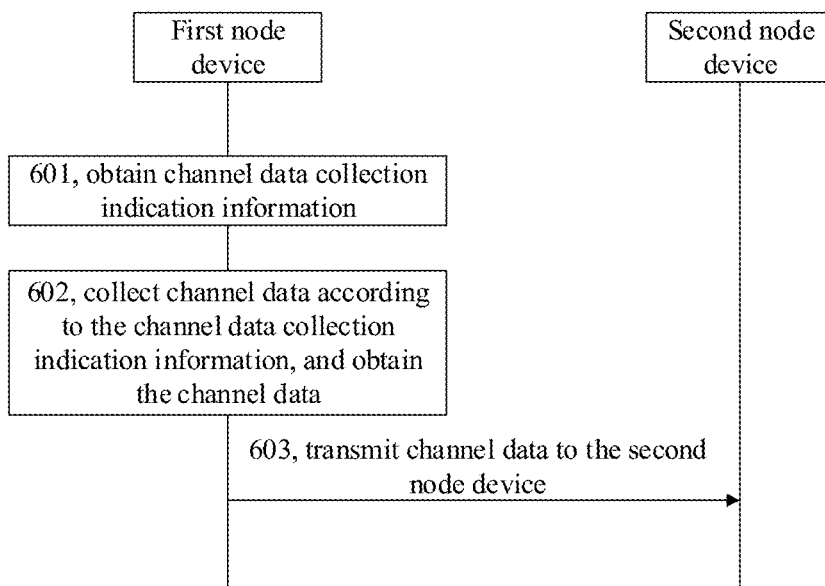 First node
device
Second node
device
601, obtain channel data collection
indication information
602, collect channel data according
to the channel data collection
indication information, and obtain
the channel data
603, transmit channel data to the second
node device